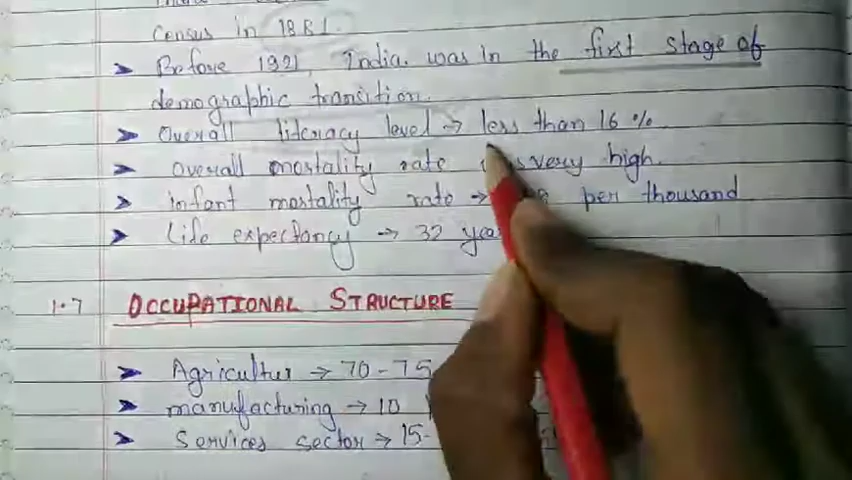 Census in 1881.
➤ Before 1921, India was in the first stage of
demographic transition.
➤ Overall literacy level → less than 16 %
➤ overall mortality rate very high.
➤ infant mortality rate → per thousand
➤ Life expectancy → 32
1.7 OCCUPATIONAL STRUCTURE
➤ Agricultur → 70 - 75
➤ manufacturing → 10
➤ Services sector → 15-